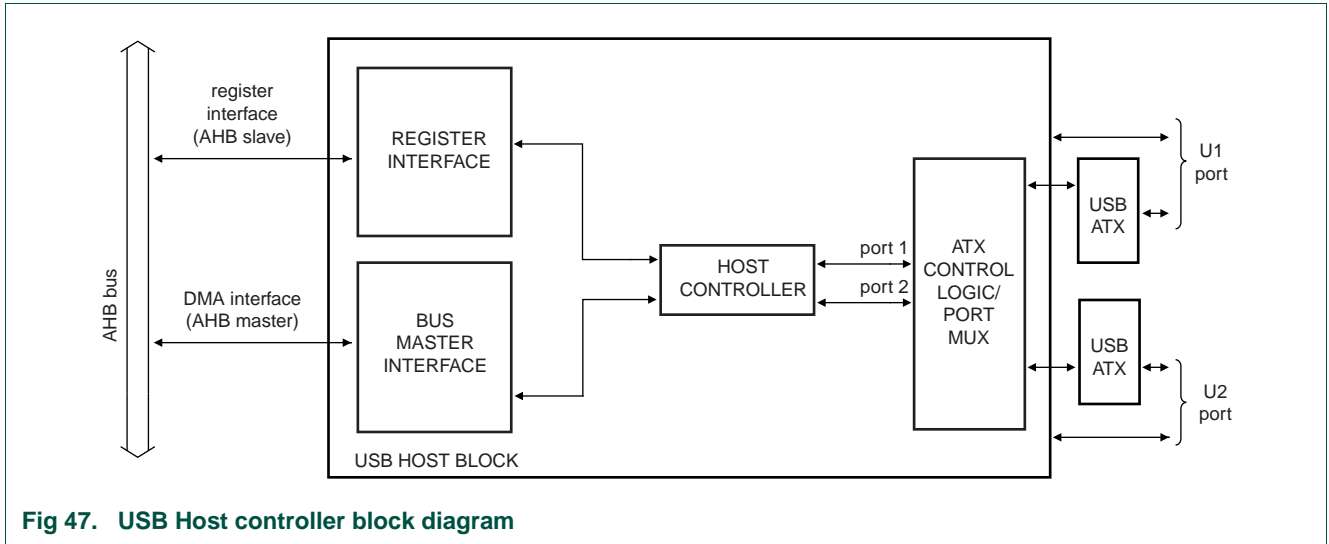 register
interface
(AHB slave)
REGISTER
INTERFACE
AHB bus
DMA interface
(AHB master)
BUS
MASTER
INTERFACE
USB HOST BLOCK
HOST
CONTROLLER
port 1
port 2
ATX
CONTROL
LOGIC/
PORT
MUX
USB
ATX
U1
port
USB
ATX
U2
port
Fig 47. USB Host controller block diagram